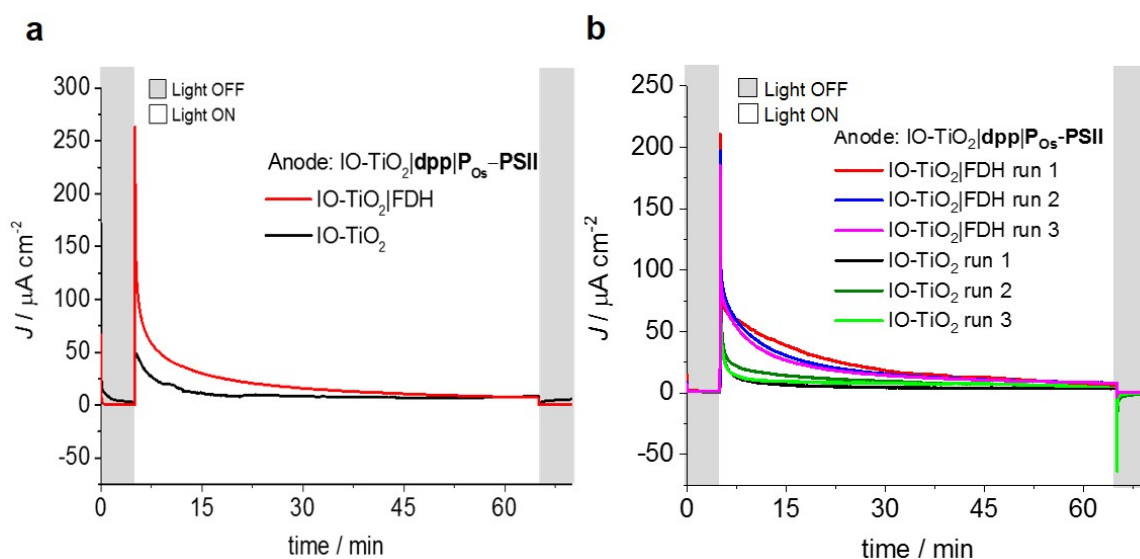 a
300
250
200
150
100
50
0
-50
J / µA cm⁻²
Light OFF
Light ON
Anode: IO-TiO₂|dpp|P_Os–PSII
IO-TiO₂|FDH
IO-TiO₂
0
15
30
45
60
time / min
b
250
200
150
100
50
0
-50
J / µA cm⁻²
Light OFF
Light ON
Anode: IO-TiO₂|dpp|P_Os-PSII
IO-TiO₂|FDH run 1
IO-TiO₂|FDH run 2
IO-TiO₂|FDH run 3
IO-TiO₂ run 1
IO-TiO₂ run 2
IO-TiO₂ run 3
0
15
30
45
60
time / min